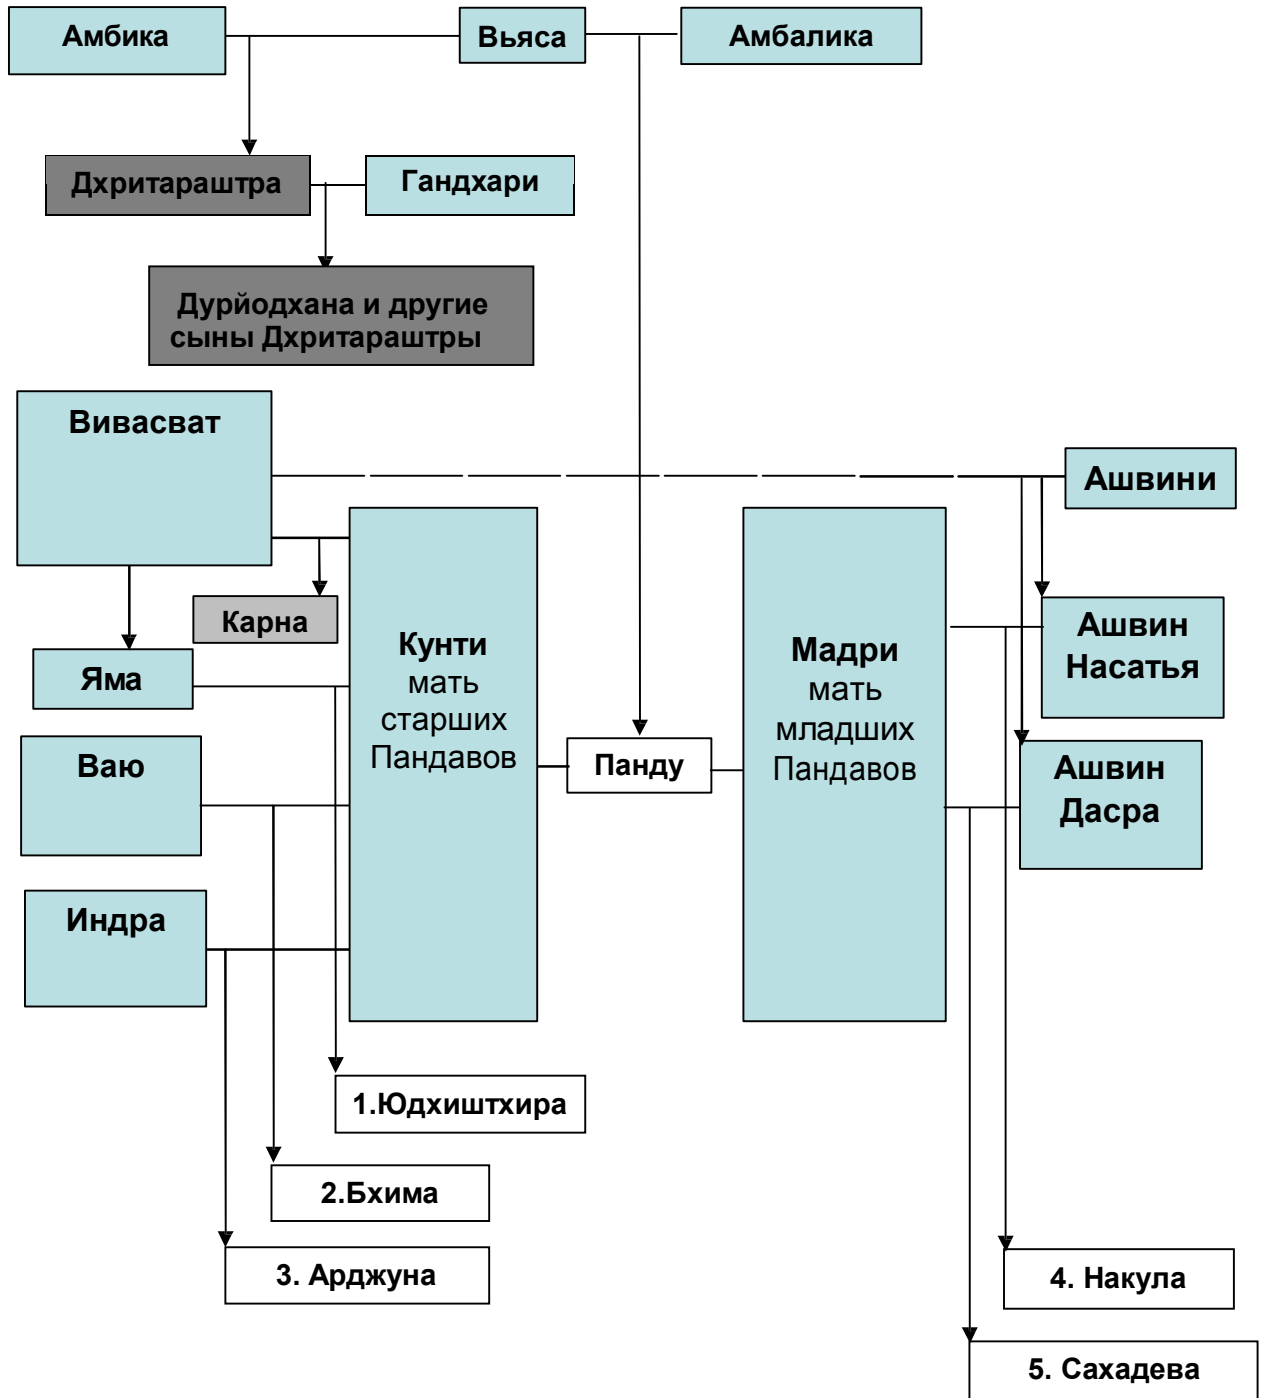 Амбика
Вьяса
Амбалика
Дхритараштра
Гандхари
Дурйодхана и другие
сыны Дхритараштры
Вивасват
Ашвини
Карна
Яма
Кунти
мать
старших
Пандавов
Мадри
мать
младших
Пандавов
Ашвин
Насатья
Ваю
Панду
Ашвин
Дасра
Индра
1.Юдхиштхира
2.Бхима
3. Арджуна
4. Накула
5. Сахадева